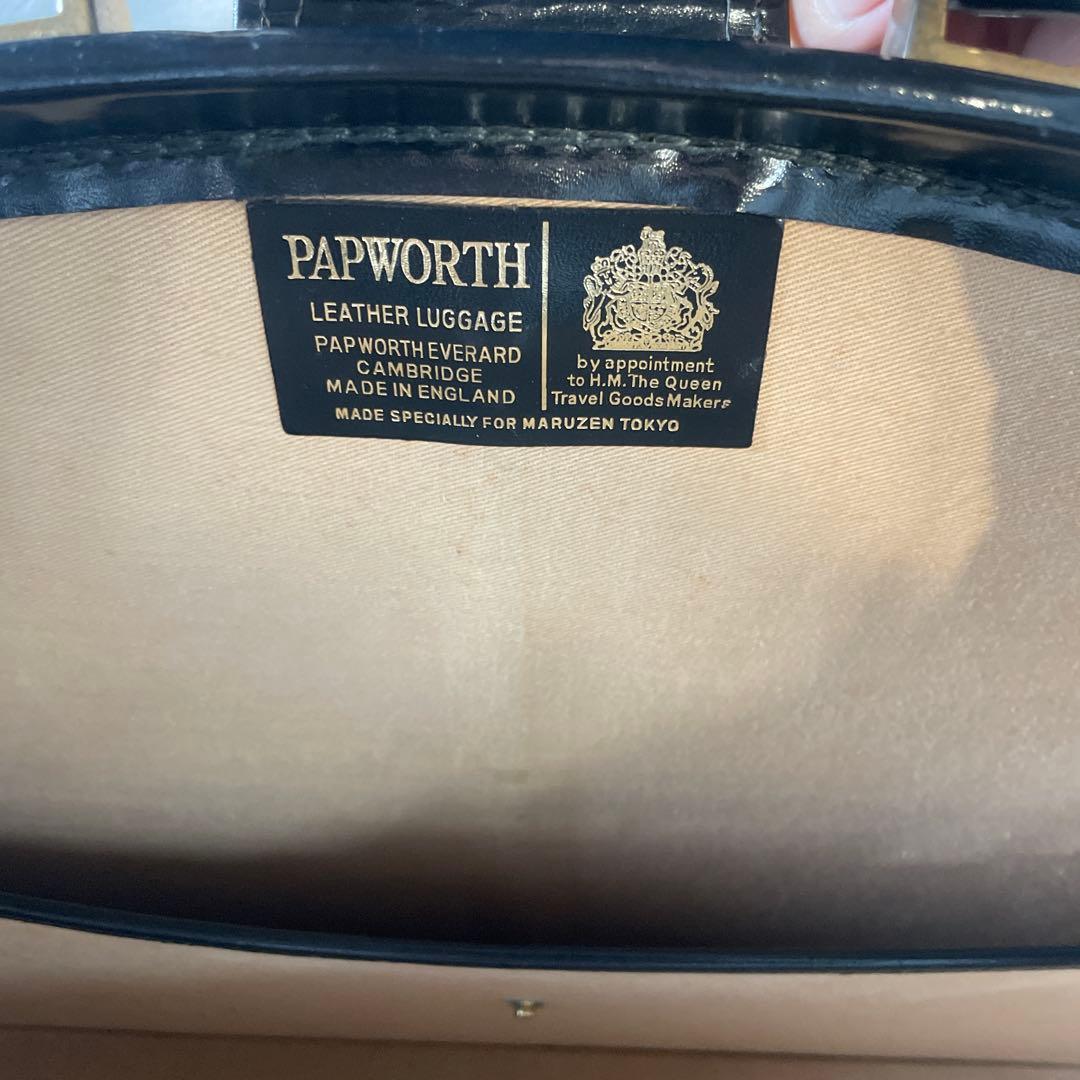 PAPWORTH
LEATHER LUGGAGE
PAPWORTH EVERARD
CAMBRIDGE
MADE IN ENGLAND
by appointment
to H.M. The Queen
Travel Goods Makers
MADE SPECIALLY FOR MARUZEN TOKYO